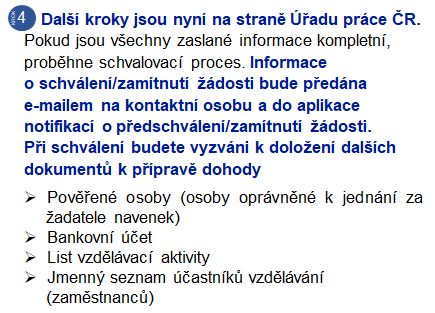 4 Další kroky jsou nyní na straně Úřadu práce ČR.
Pokud jsou všechny zaslané informace kompletní,
proběhne schvalovací proces. Informace
o schválení/zamítnutí žádosti bude předána
e-mailem na kontaktní osobu a do aplikace
notifikací o předschválení/zamítnutí žádosti.
Při schválení budete vyzváni k doložení dalších
dokumentů k přípravě dohody
➢ Pověřené osoby (osoby oprávněné k jednání za
žadatele navenek)
➢ Bankovní účet
➢ List vzdělávací aktivity
➢ Jmenný seznam účastníků vzdělávání
(zaměstnanců)